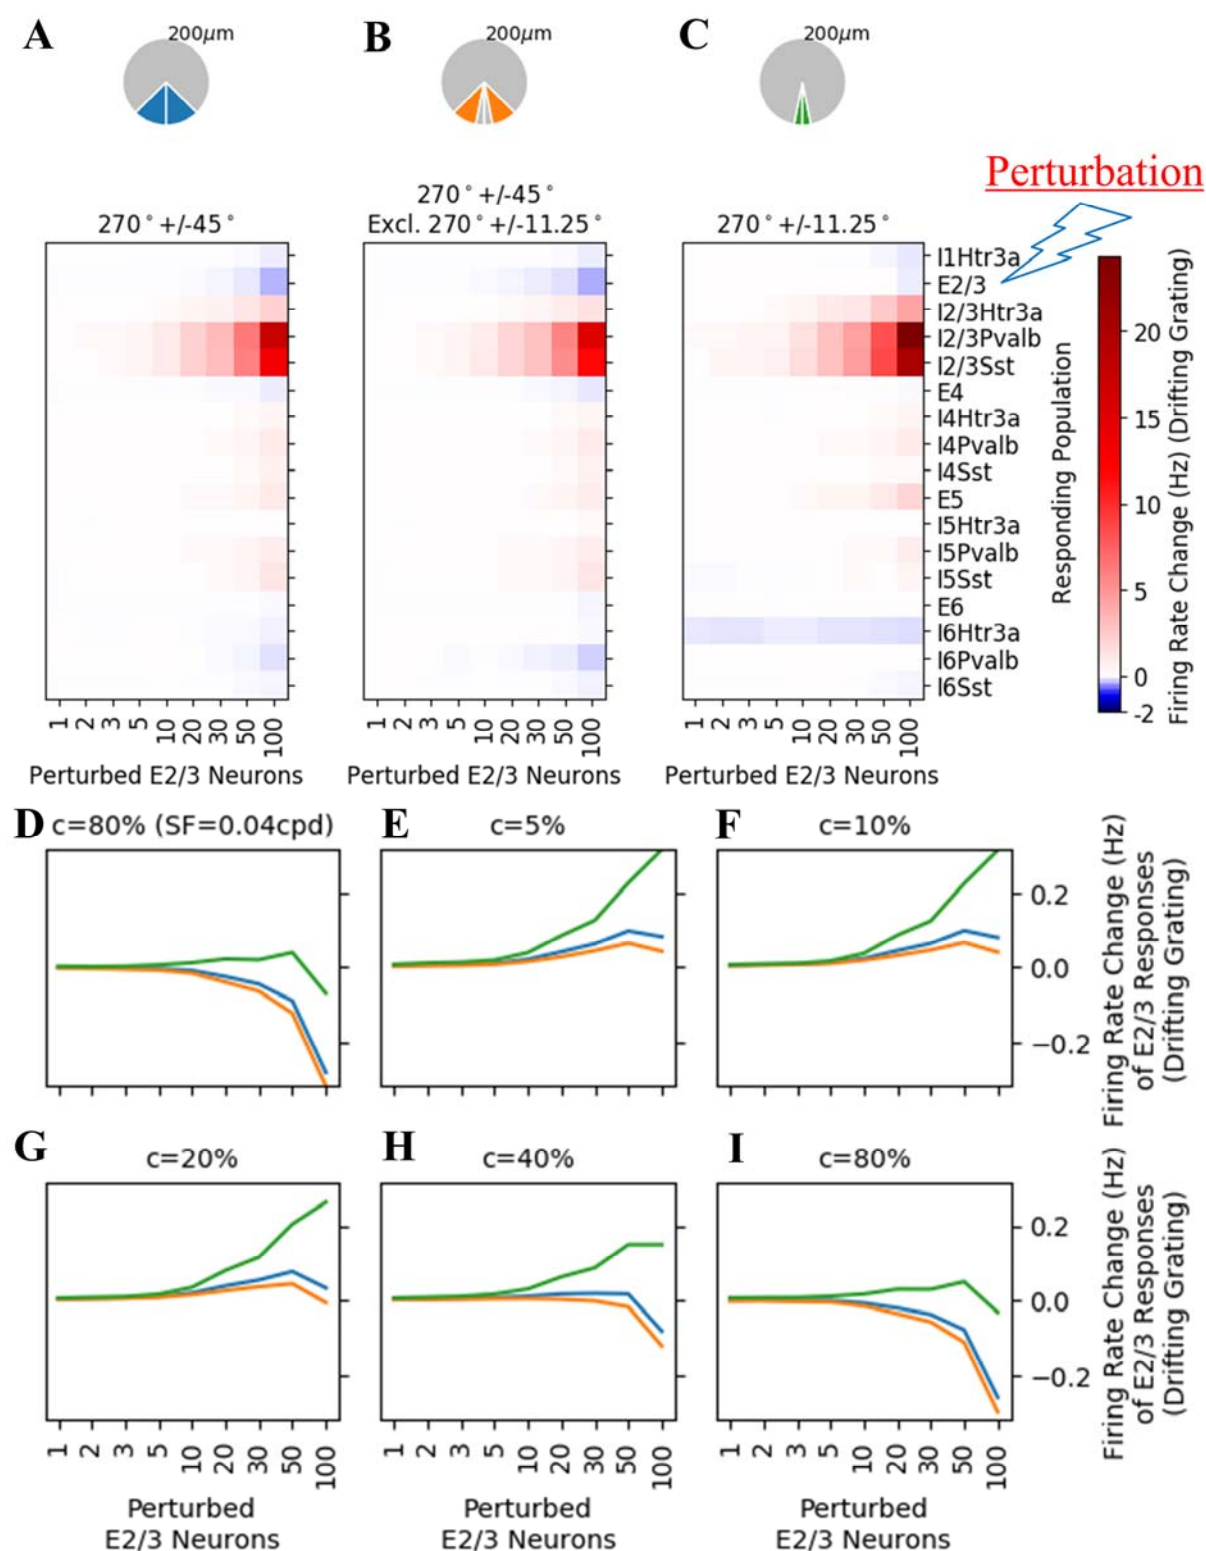 A
200μm
B
200μm
C
200μm
Perturbation
270°+/-45°
270°+/-45°
Excl. 270°+/-11.25°
270°+/-11.25°
I1Htr3a
E2/3
I2/3Htr3a
I2/3Pvalb
I2/3Sst
E4
I4Htr3a
I4Pvalb
I4Sst
E5
I5Htr3a
I5Pvalb
I5Sst
E6
I6Htr3a
I6Pvalb
I6Sst
Responding Population
20
15
10
5
0
-2
Firing Rate Change (Hz) (Drifting Grating)
1 2 3 5 10 20 30 50 100
1 2 3 5 10 20 30 50 100
1 2 3 5 10 20 30 50 100
Perturbed E2/3 Neurons
Perturbed E2/3 Neurons
Perturbed E2/3 Neurons
D c=80% (SF=0.04cpd)
E c=5%
F c=10%
0.2
0.0
−0.2
Firing Rate Change (Hz)
of E2/3 Responses
(Drifting Grating)
G c=20%
H c=40%
I c=80%
0.2
0.0
−0.2
Firing Rate Change (Hz)
of E2/3 Responses
(Drifting Grating)
1 2 3 5 10 20 30 50 100
1 2 3 5 10 20 30 50 100
1 2 3 5 10 20 30 50 100
Perturbed
E2/3 Neurons
Perturbed
E2/3 Neurons
Perturbed
E2/3 Neurons